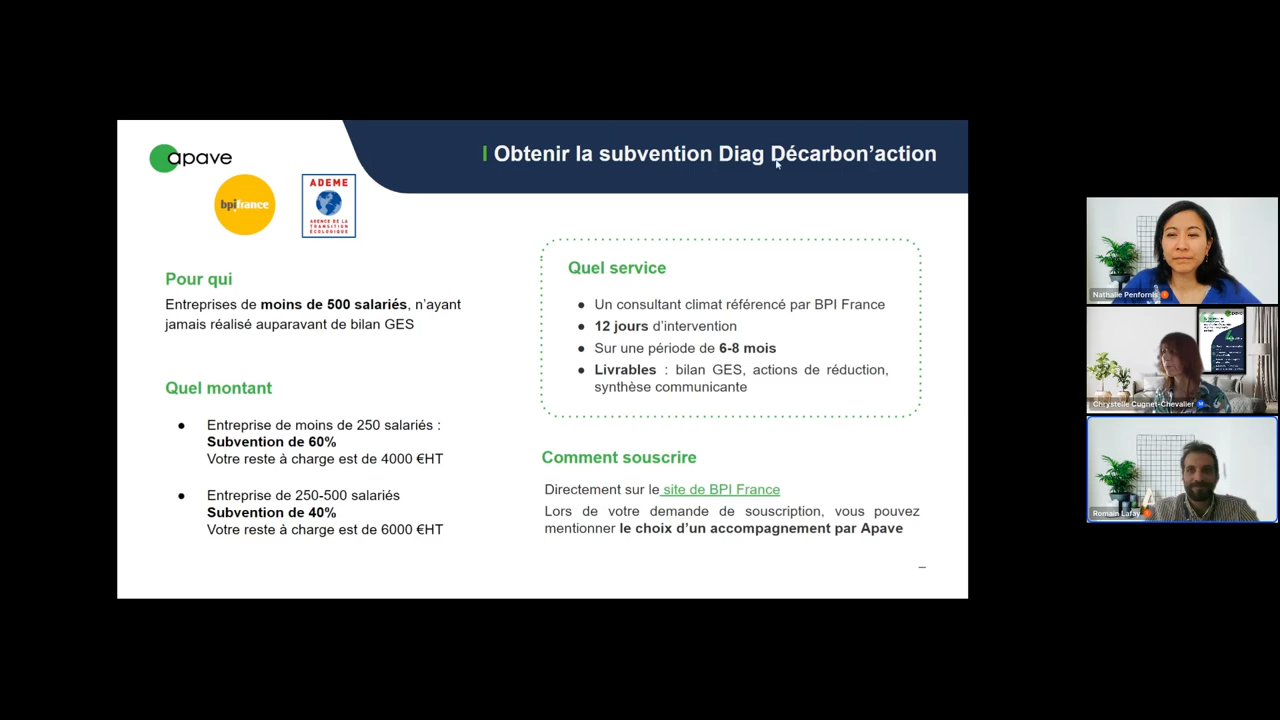 Obtenir la subvention Diag Décarbon'action
apave
bpifrance
ADEME
AGENCE DE LA
TRANSITION
ÉCOLOGIQUE
Pour qui
Entreprises de moins de 500 salariés, n'ayant
jamais réalisé auparavant de bilan GES
Quel montant
● Entreprise de moins de 250 salariés :
Subvention de 60%
Votre reste à charge est de 4000 €HT
● Entreprise de 250-500 salariés
Subvention de 40%
Votre reste à charge est de 6000 €HT
Quel service
● Un consultant climat référencé par BPI France
● 12 jours d'intervention
● Sur une période de 6-8 mois
● Livrables : bilan GES, actions de réduction,
synthèse communicante
Comment souscrire
Directement sur le site de BPI France
Lors de votre demande de souscription, vous pouvez
mentionner le choix d'un accompagnement par Apave
Nathalie Penfornis
apave
Chrystelle Cugnet-Chevalier
Romain Lafay